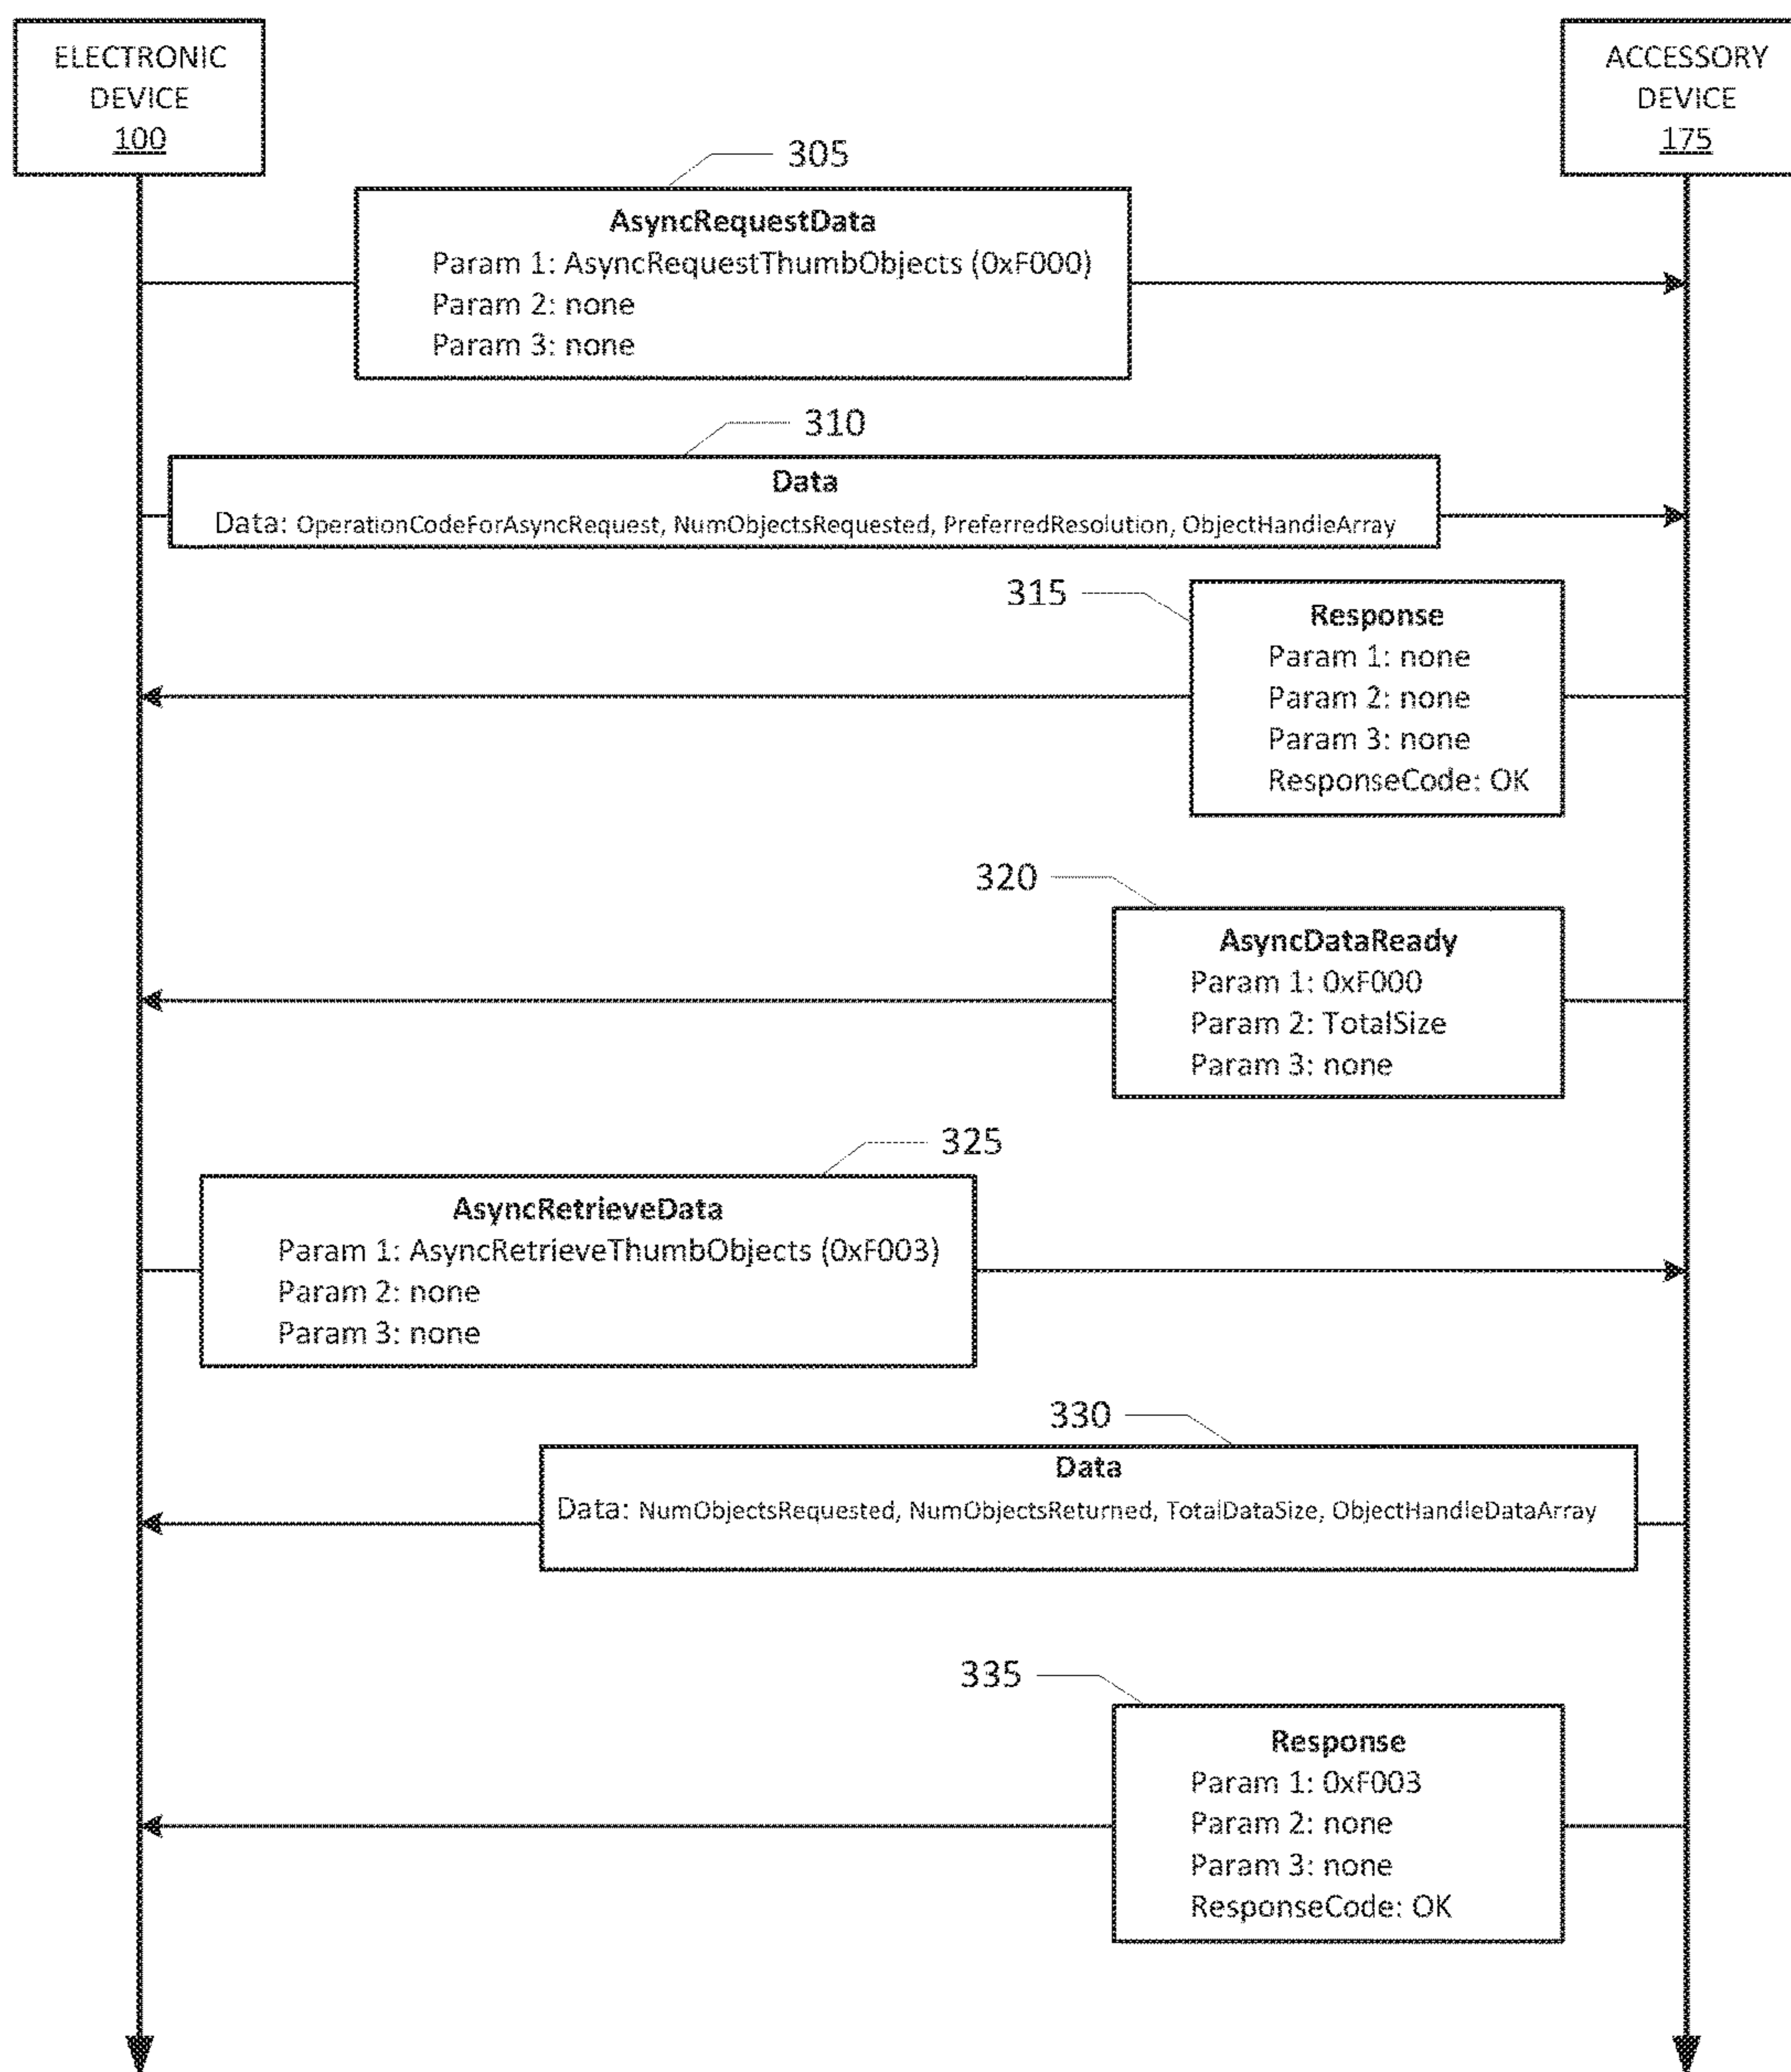 ELECTRONIC
DEVICE
100
ACCESSORY
DEVICE
175
305
AsyncRequestData
Param 1: AsyncRequestThumbObjects (0xF000)
Param 2: none
Param 3: none
310
Data
Data: OperationCodeForAsyncRequest, NumObjectsRequested, PreferredResolution, ObjectHandleArray
315
Response
Param 1: none
Param 2: none
Param 3: none
ResponseCode: OK
320
AsyncDataReady
Param 1: 0xF000
Param 2: TotalSize
Param 3: none
325
AsyncRetrieveData
Param 1: AsyncRetrieveThumbObjects (0xF003)
Param 2: none
Param 3: none
330
Data
Data: NumObjectsRequested, NumObjectsReturned, TotalDataSize, ObjectHandleDataArray
335
Response
Param 1: 0xF003
Param 2: none
Param 3: none
ResponseCode: OK